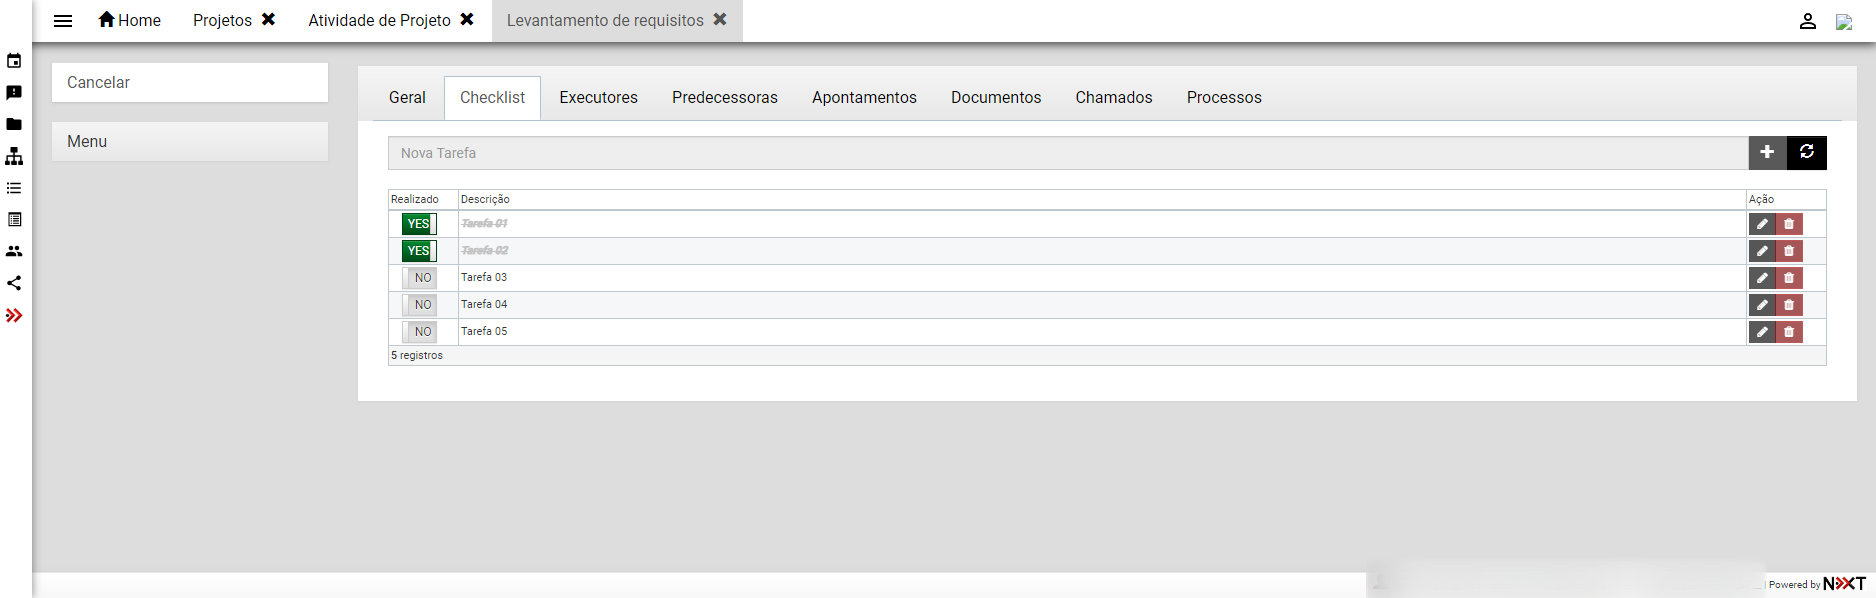 Home Projetos Atividade de Projeto Levantamento de requisitos
Cancelar
Menu
Geral Checklist Executores Predecessoras Apontamentos Documentos Chamados Processos
Nova Tarefa
Realizado Descrição Ação
YES Tarefa 01
YES Tarefa 02
NO Tarefa 03
NO Tarefa 04
NO Tarefa 05
5 registros
| Powered by NXXT